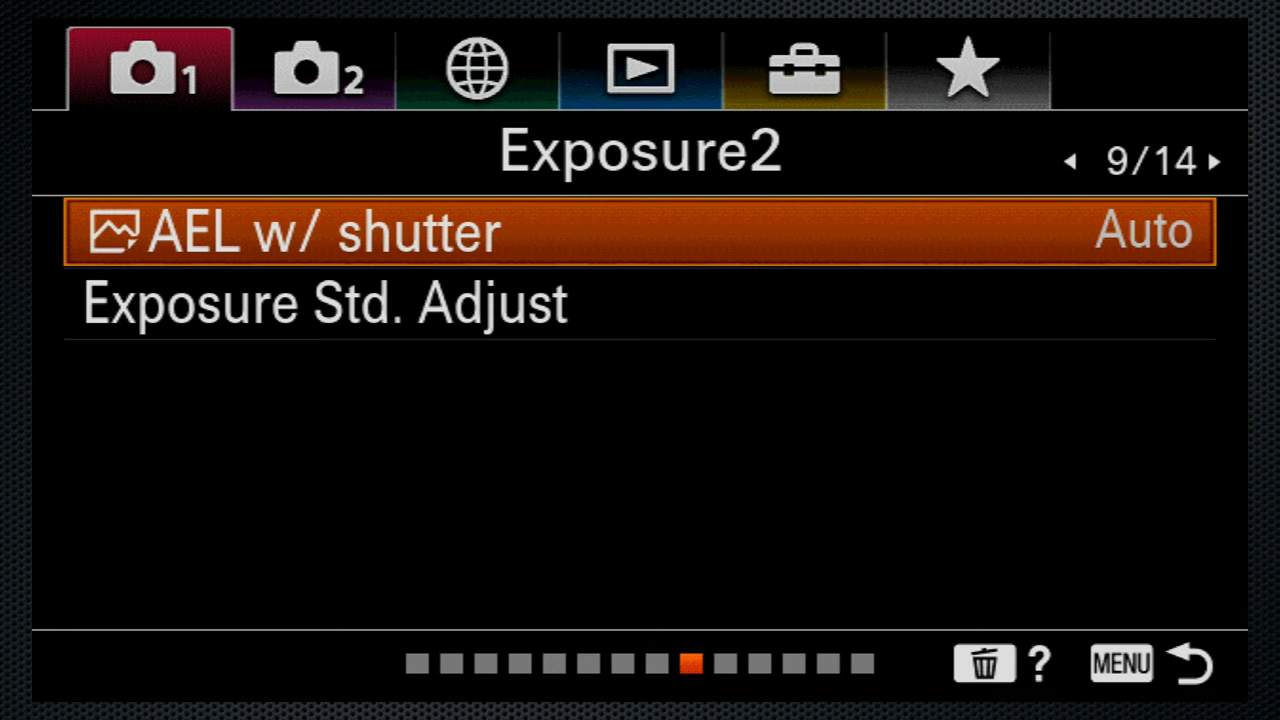 1 2
Exposure2
9/14
AEL w/ shutter Auto
Exposure Std. Adjust
? MENU